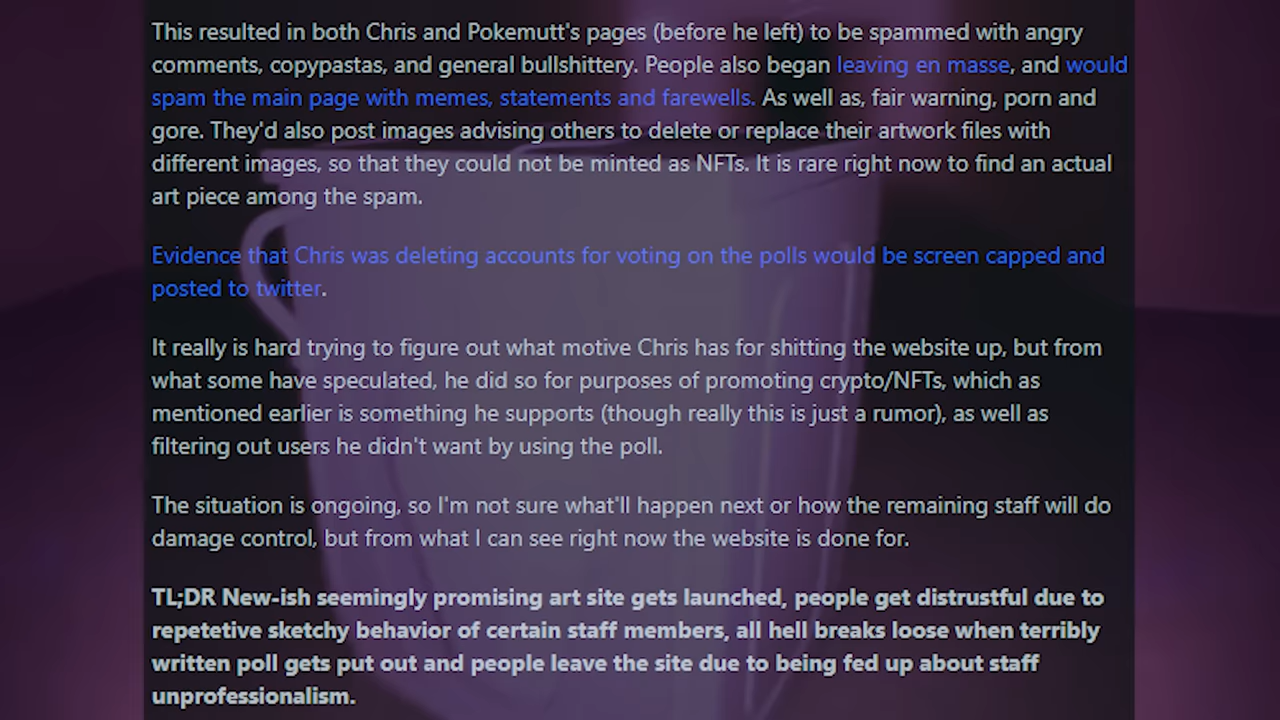 This resulted in both Chris and Pokemutt's pages (before he left) to be spammed with angry
comments, copypastas, and general bullshittery. People also began leaving en masse, and would
spam the main page with memes, statements and farewells. As well as, fair warning, porn and
gore. They'd also post images advising others to delete or replace their artwork files with
different images, so that they could not be minted as NFTs. It is rare right now to find an actual
art piece among the spam.
Evidence that Chris was deleting accounts for voting on the polls would be screen capped and
posted to twitter.
It really is hard trying to figure out what motive Chris has for shitting the website up, but from
what some have speculated, he did so for purposes of promoting crypto/NFTs, which as
mentioned earlier is something he supports (though really this is just a rumor), as well as
filtering out users he didn't want by using the poll.
The situation is ongoing, so I'm not sure what'll happen next or how the remaining staff will do
damage control, but from what I can see right now the website is done for.
TL;DR New-ish seemingly promising art site gets launched, people get distrustful due to
repetetive sketchy behavior of certain staff members, all hell breaks loose when terribly
written poll gets put out and people leave the site due to being fed up about staff
unprofessionalism.